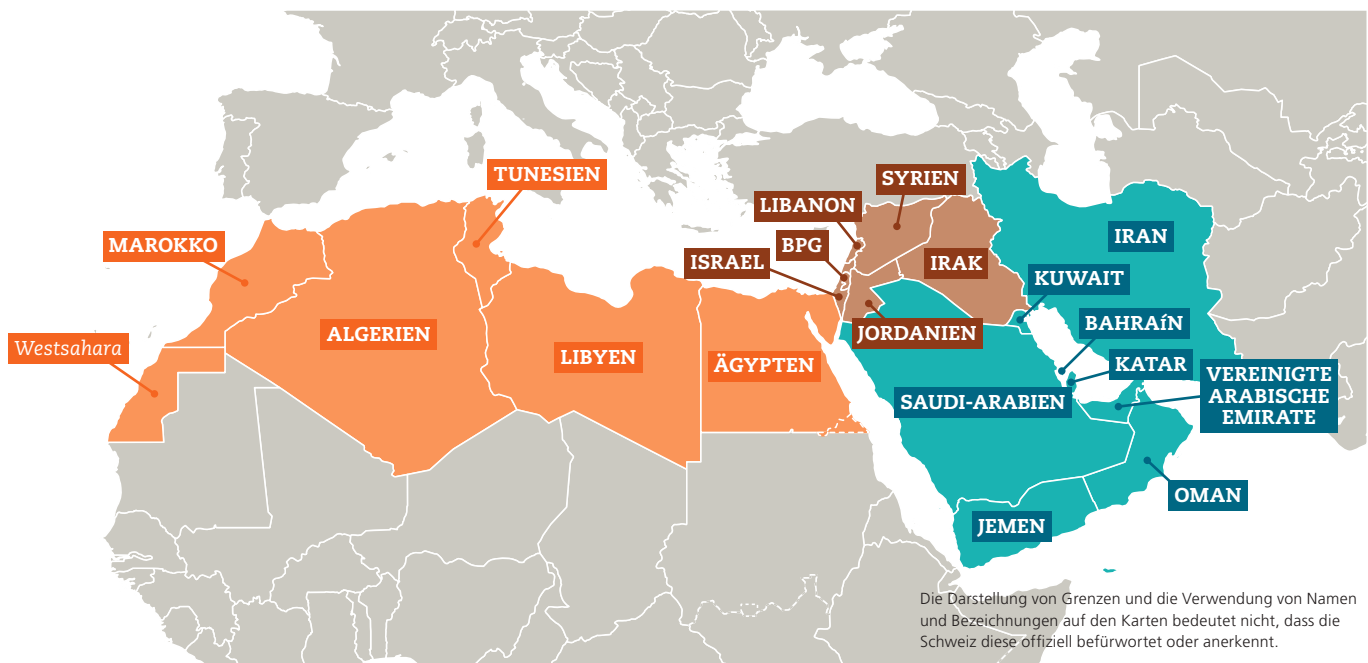 TUNESIEN
SYRIEN
LIBANON
MAROKKO
BPG
IRAN
ISRAEL
IRAK
KUWAIT
BAHRAíN
ALGERIEN
JORDANIEN
Westsahara
LIBYEN
ÄGYPTEN
KATAR
VEREINIGTE
ARABISCHE
EMIRATE
SAUDI-ARABIEN
OMAN
JEMEN
Die Darstellung von Grenzen und die Verwendung von Namen
und Bezeichnungen auf den Karten bedeutet nicht, dass die
Schweiz diese offiziell befürwortet oder anerkennt.